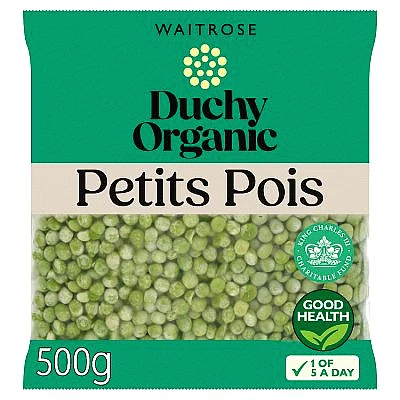 WAITROSE
Duchy
Organic
Petits Pois
KING CHARLES III
CHARITABLE FUND
GOOD
HEALTH
500g
✓ 1 OF
5 A DAY